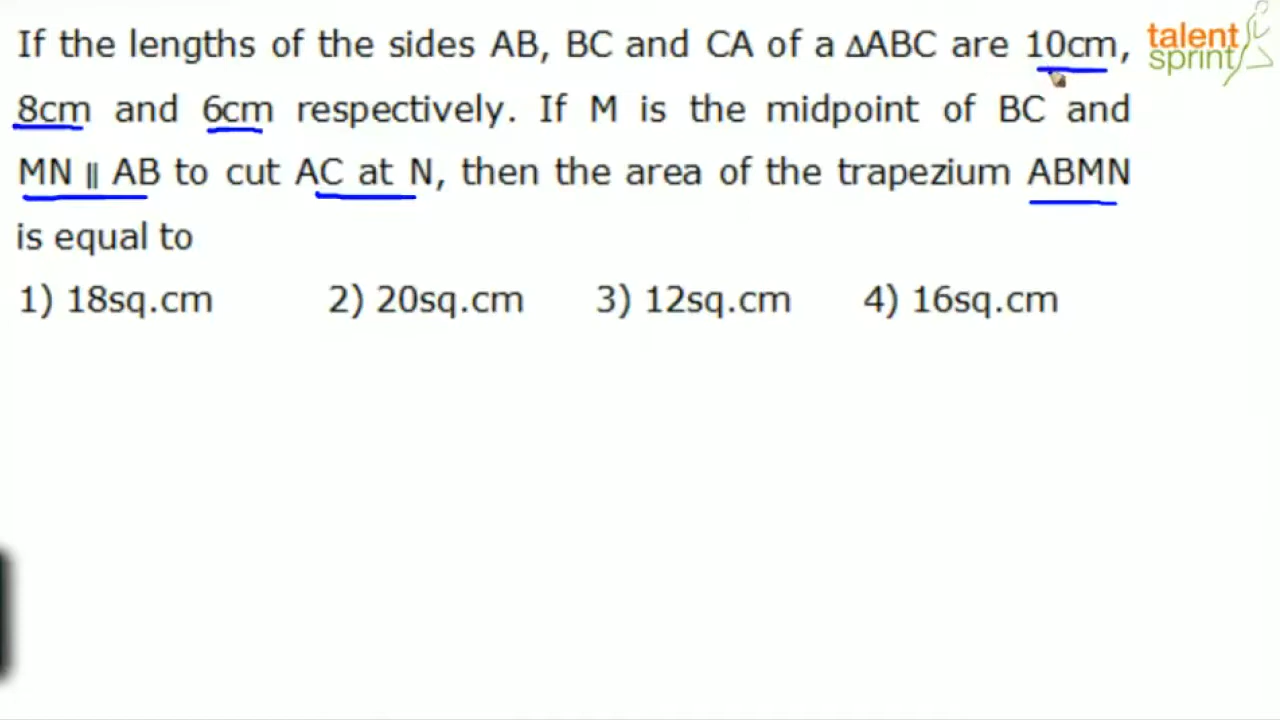 If the lengths of the sides AB, BC and CA of a ΔABC are 10cm,
8cm and 6cm respectively. If M is the midpoint of BC and
MN ∥ AB to cut AC at N, then the area of the trapezium ABMN
is equal to
1) 18sq.cm 2) 20sq.cm 3) 12sq.cm 4) 16sq.cm
talent
sprint